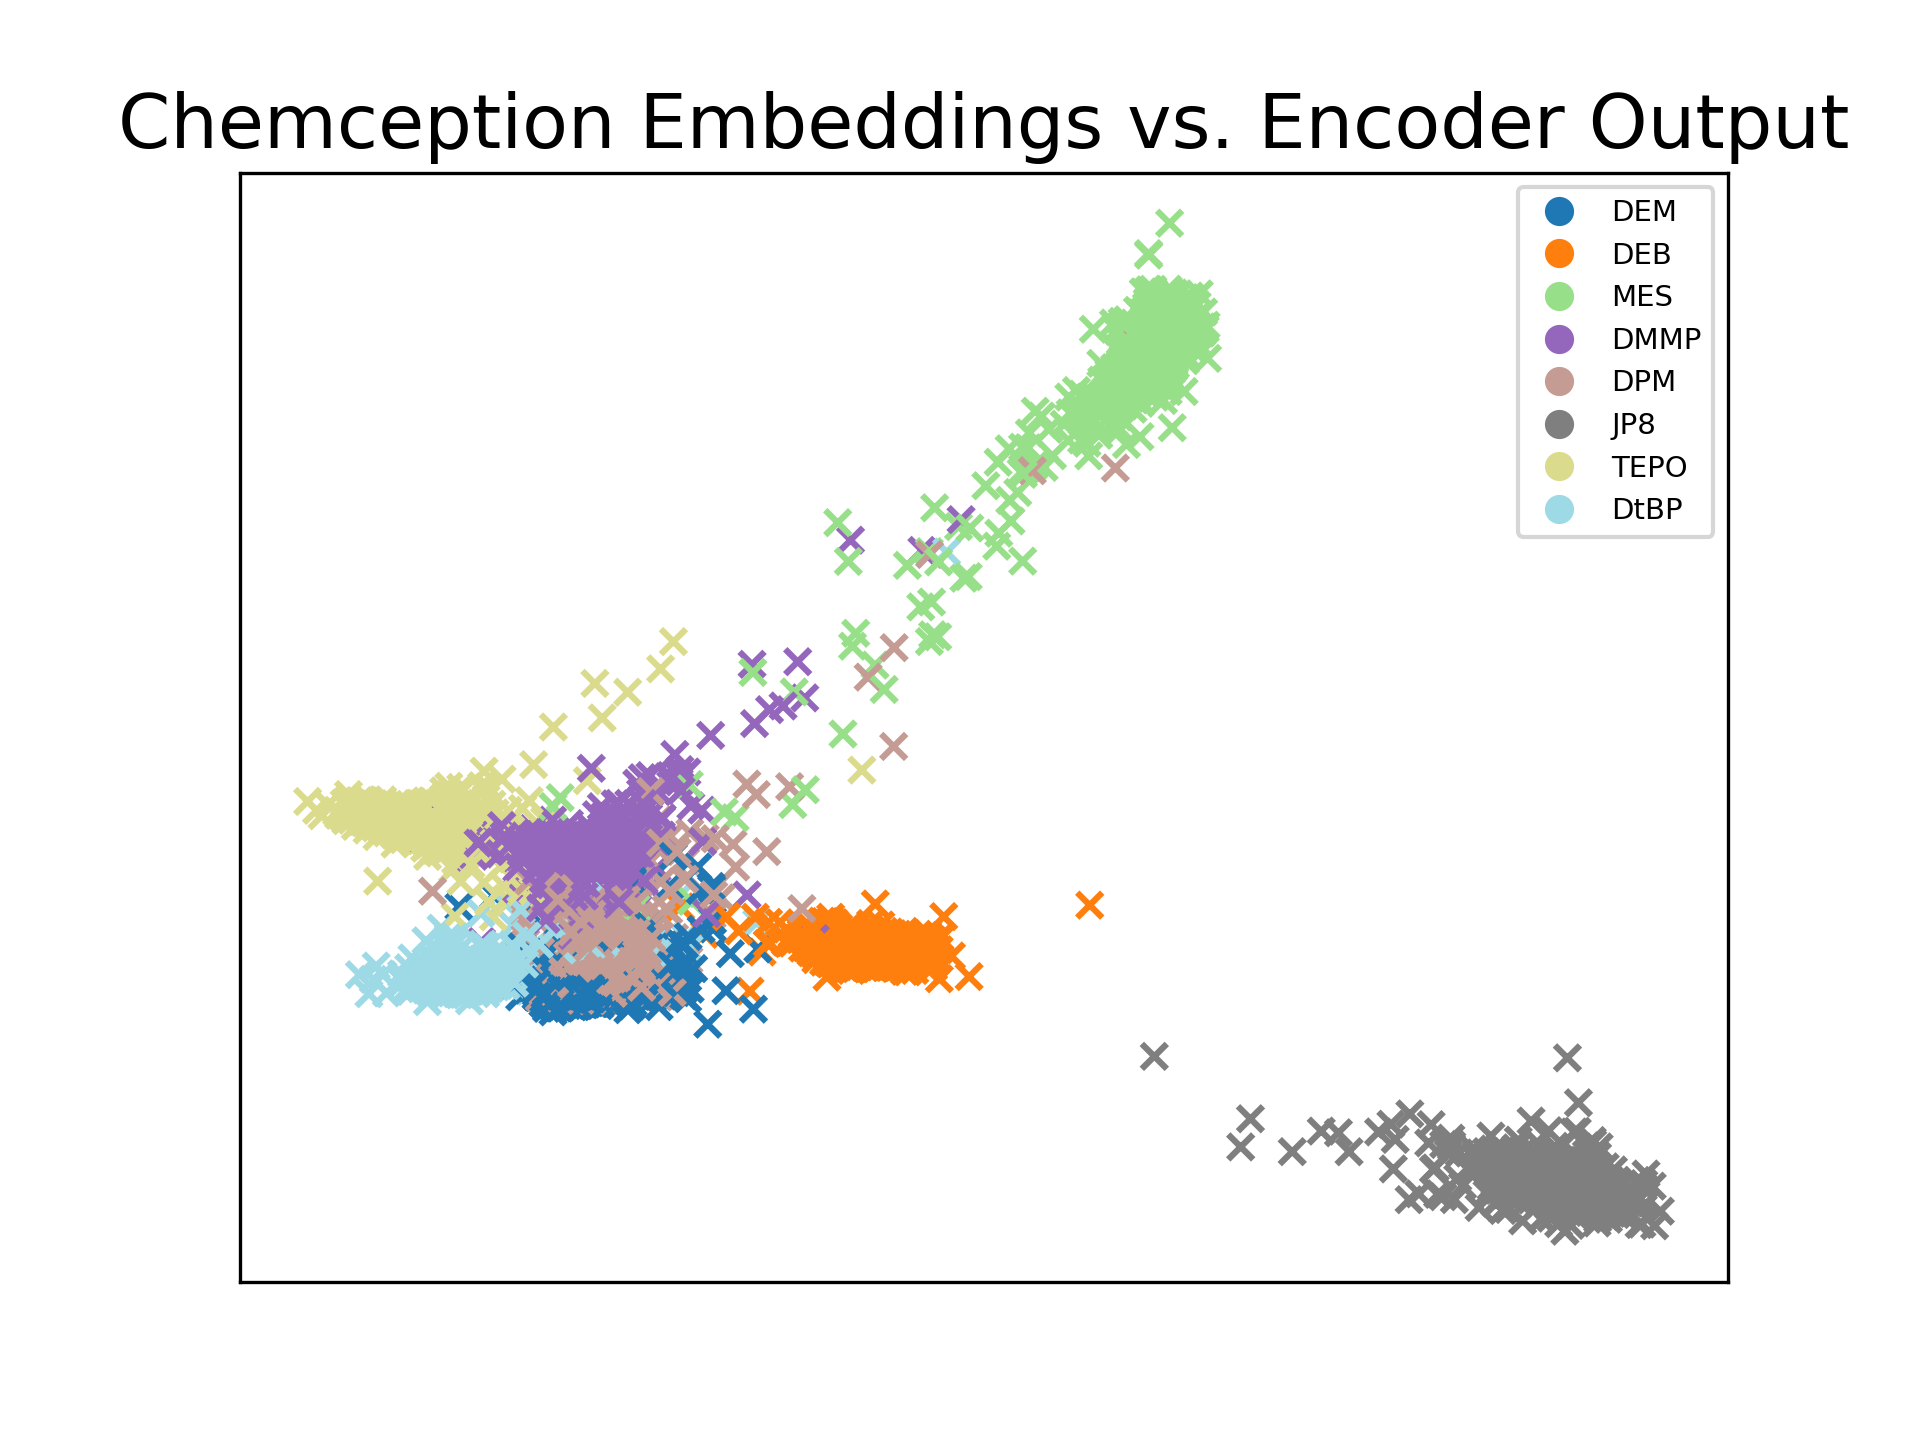 Chemception Embeddings vs. Encoder Output
DEM
DEB
MES
DMMP
DPM
JP8
TEPO
DtBP